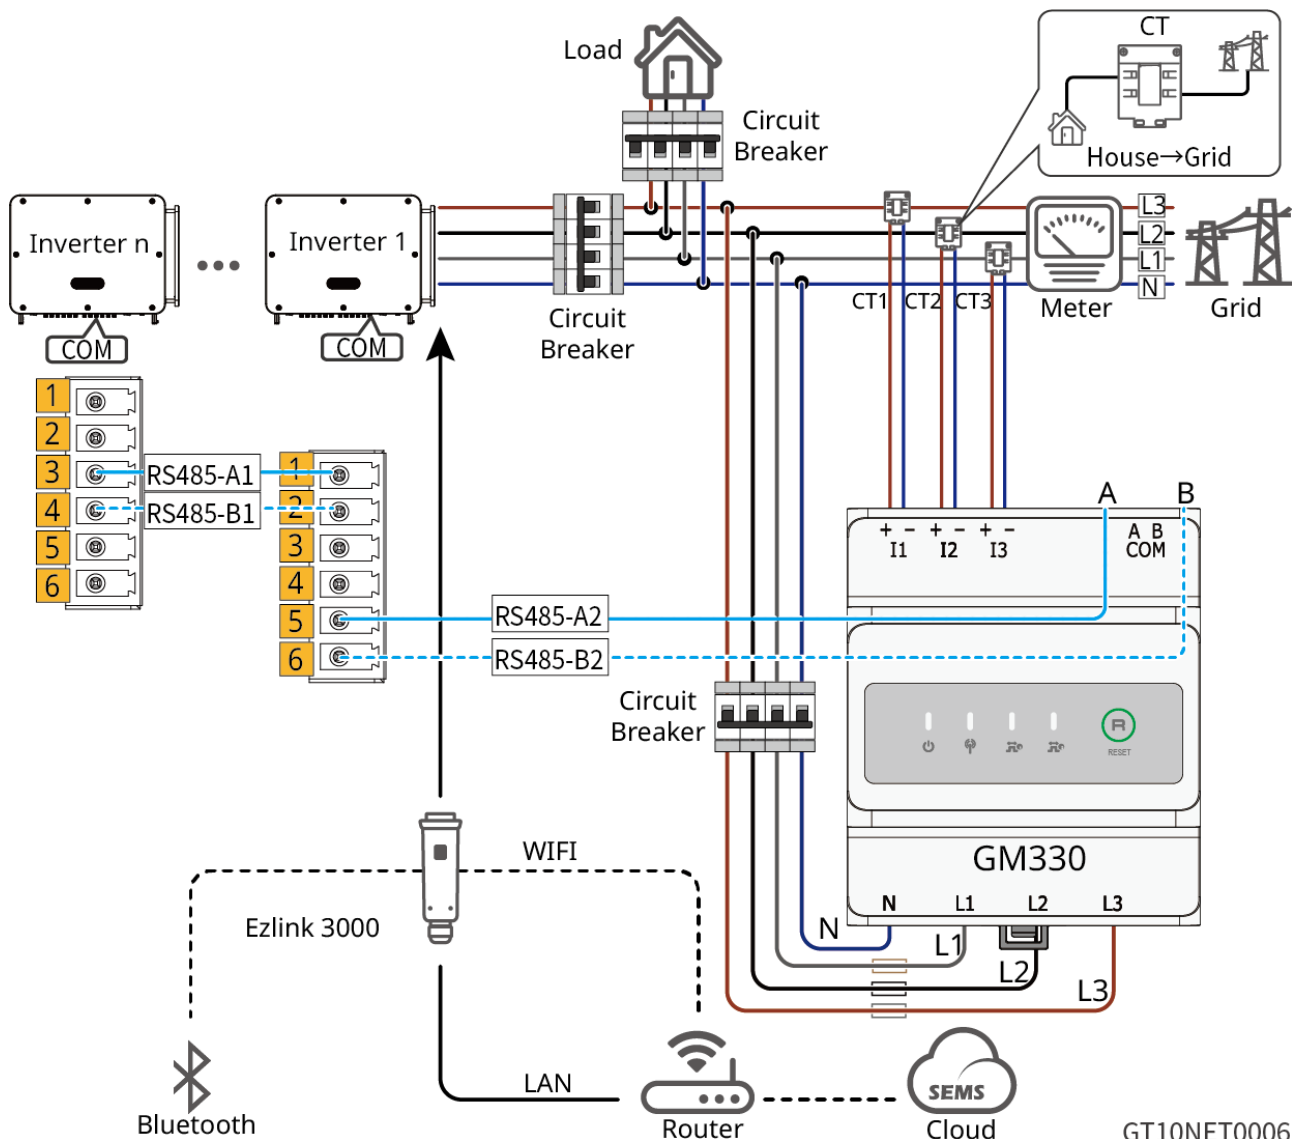 CT
Load
Circuit
Breaker
House→Grid
L3
L2
L1
N
Inverter n
Inverter 1
COM
COM
Circuit
Breaker
CT1
CT2
CT3
Meter
Grid
1
2
3
4
5
6
RS485-A1
RS485-B1
1
2
3
4
5
6
RS485-A2
RS485-B2
A
B
+ −
+ −
+ −
I1
I2
I3
A B
COM
Circuit
Breaker
R
RESET
GM330
N
L1
L2
L3
N
L1
L2
L3
WIFI
Ezlink 3000
LAN
Bluetooth
Router
SEMS
Cloud
GT10NET0006